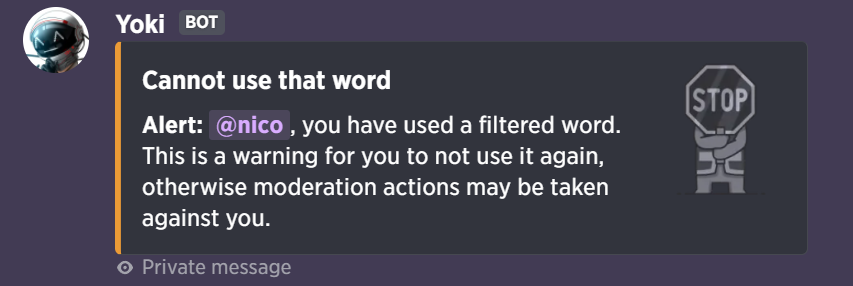 Yoki BOT
Cannot use that word
STOP
Alert: @nico, you have used a filtered word.
This is a warning for you to not use it again,
otherwise moderation actions may be taken
against you.
Private message